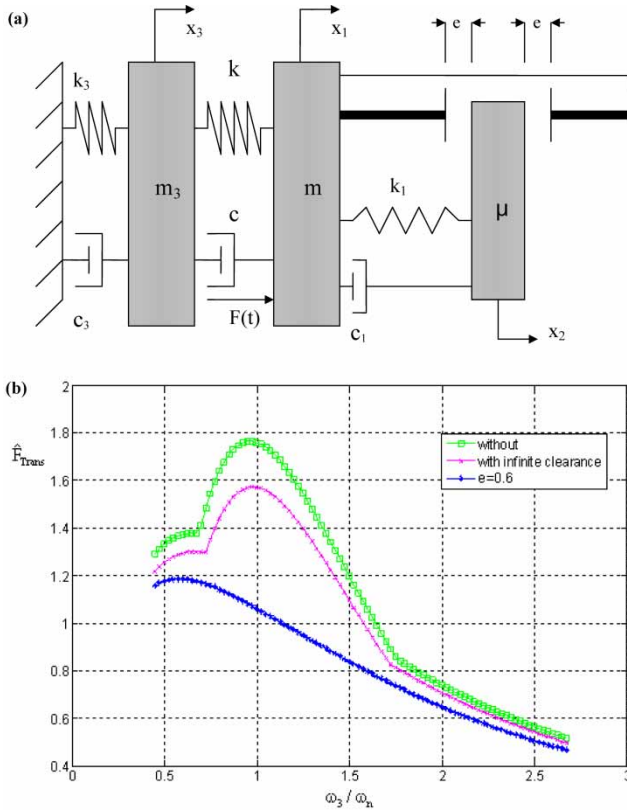 (a)
x₃
x₁
e
e
k₃
k
m₃
m
k₁
μ
c
c₃
F(t)
c₁
x₂
(b)
2
1.8
1.6
1.4
1.2
1
0.8
0.6
0.4
F̂Trans
without
with infinite clearance
e=0.6
0 0.5 1 1.5 2 2.5 3
ω₃ / ωₙ